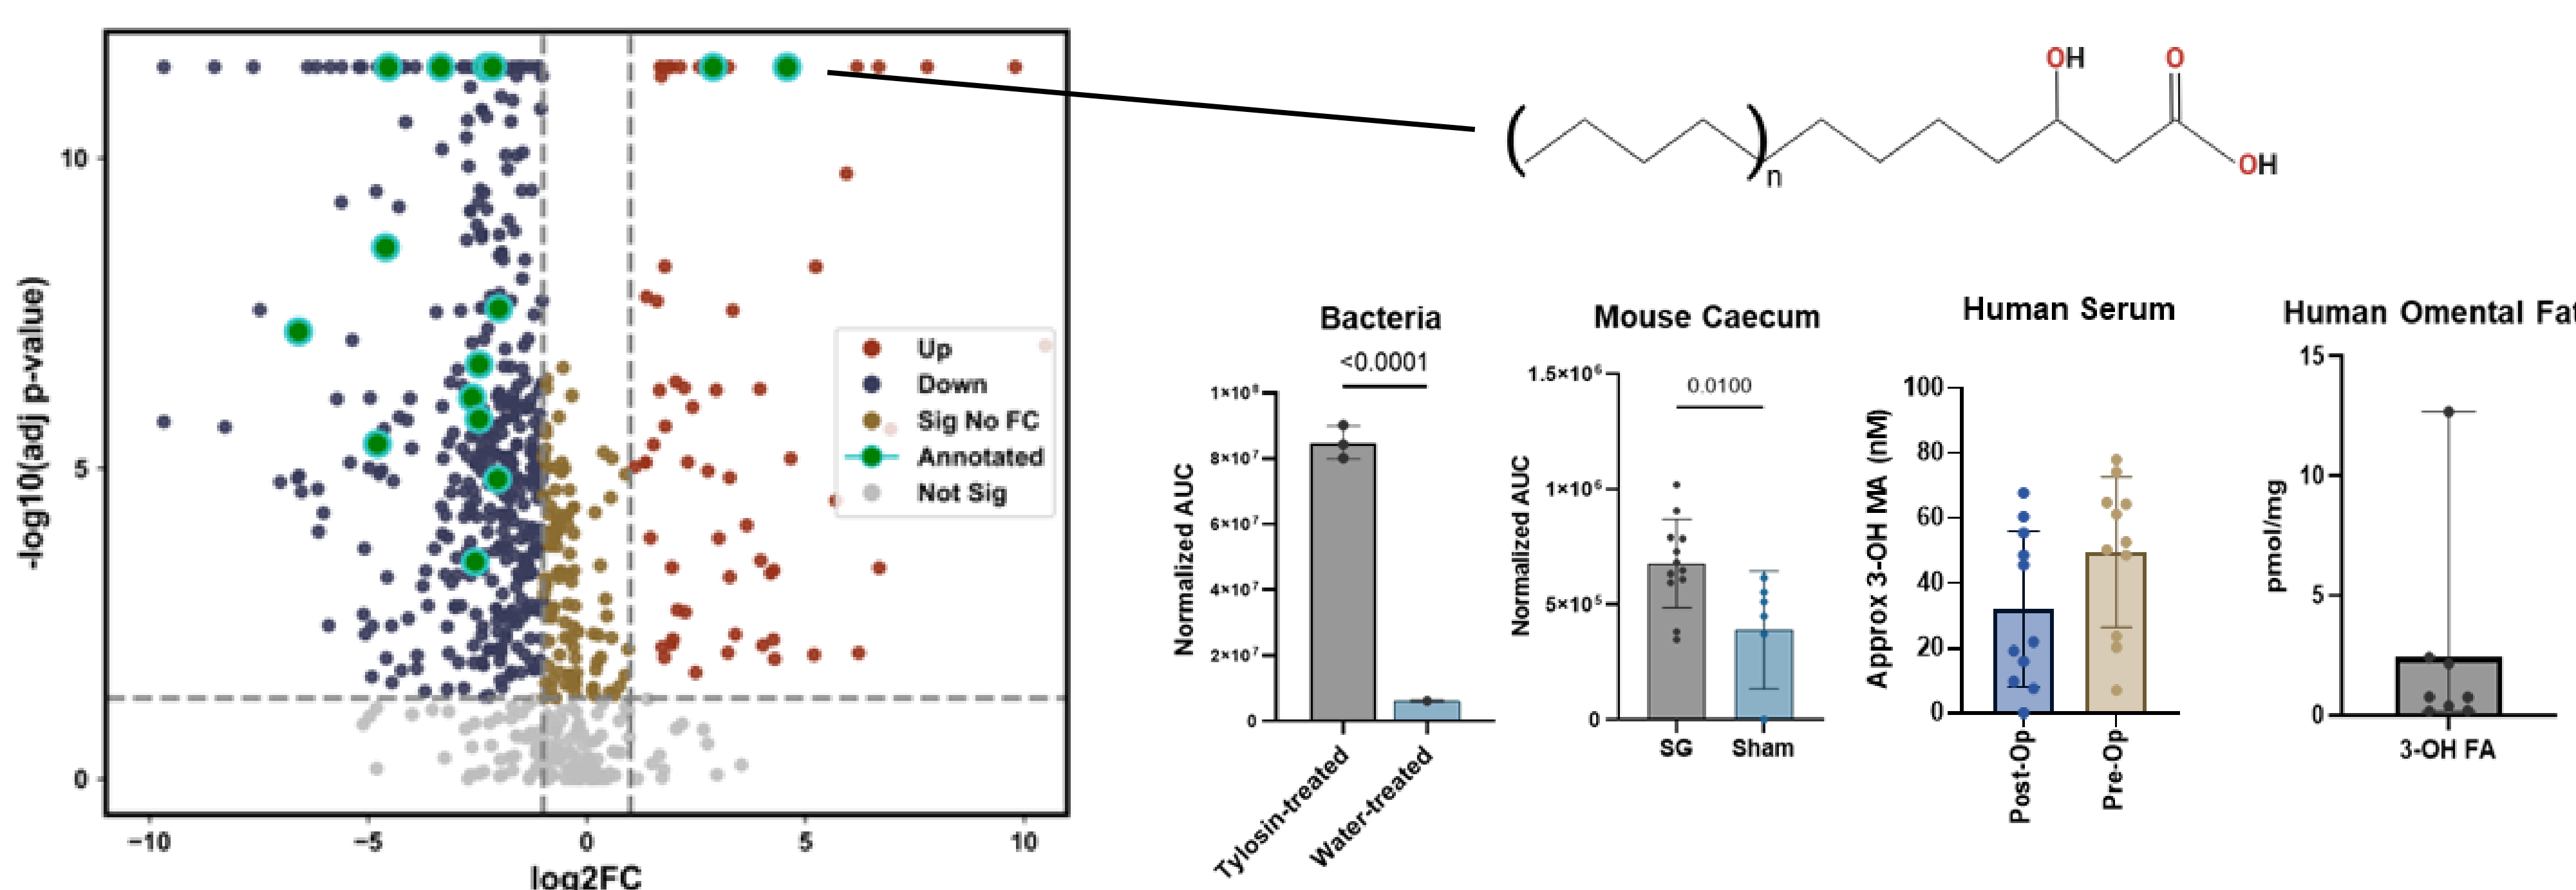 -log10(adj p-value)
10
5
0
-10
-5
0
5
10
log2FC
Up
Down
Sig No FC
Annotated
Not Sig
OH
O
OH
n
Bacteria
<0.0001
Normalized AUC
1×10⁸
8×10⁷
6×10⁷
4×10⁷
2×10⁷
0
Tylosin-treated
Water-treated
Mouse Caecum
0.0100
Normalized AUC
1.5×10⁶
1×10⁶
5×10⁵
0
SG
Sham
Human Serum
Approx 3-OH MA (nM)
100
80
60
40
20
0
Post-Op
Pre-Op
Human Omental Fat
pmol/mg
15
10
5
0
3-OH FA